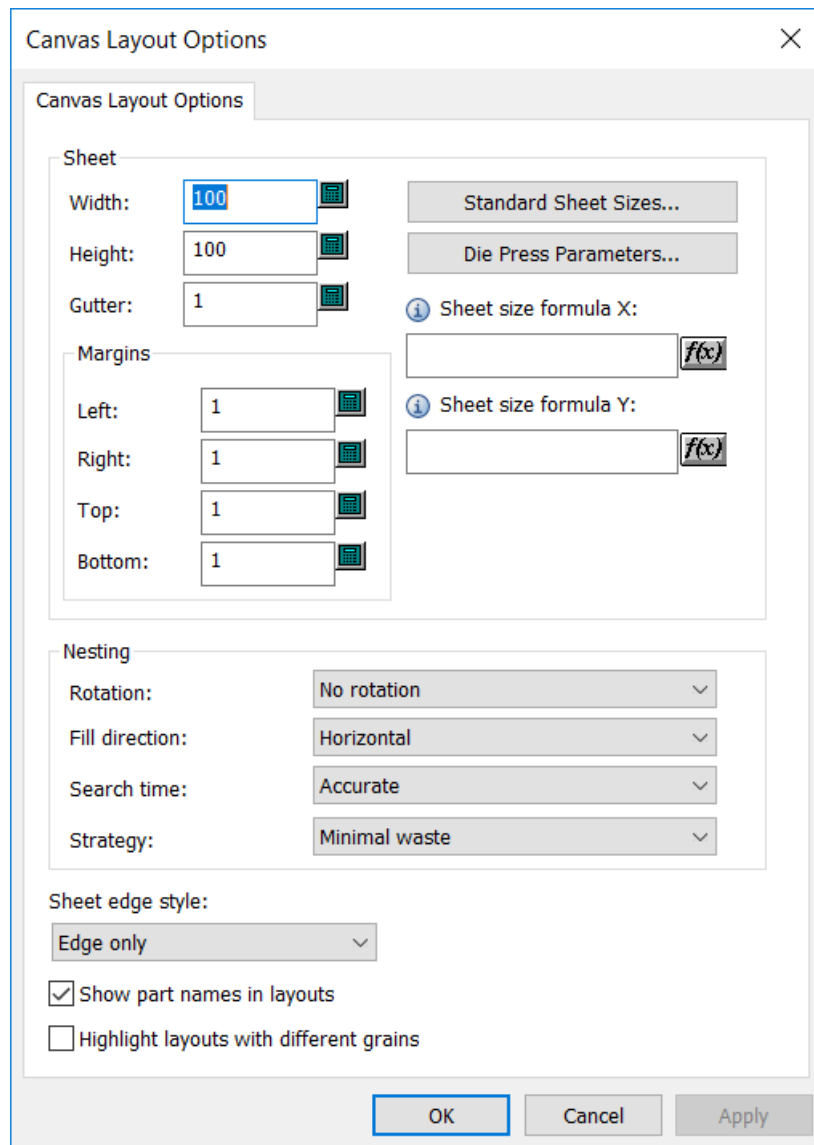 Canvas Layout Options
Canvas Layout Options
Sheet
Width: 100 Standard Sheet Sizes...
Height: 100 Die Press Parameters...
Gutter: 1 Sheet size formula X:
f(x)
Margins
Left: 1 Sheet size formula Y:
Right: 1 f(x)
Top: 1
Bottom: 1
Nesting
Rotation: No rotation
Fill direction: Horizontal
Search time: Accurate
Strategy: Minimal waste
Sheet edge style:
Edge only
Show part names in layouts
Highlight layouts with different grains
OK Cancel Apply